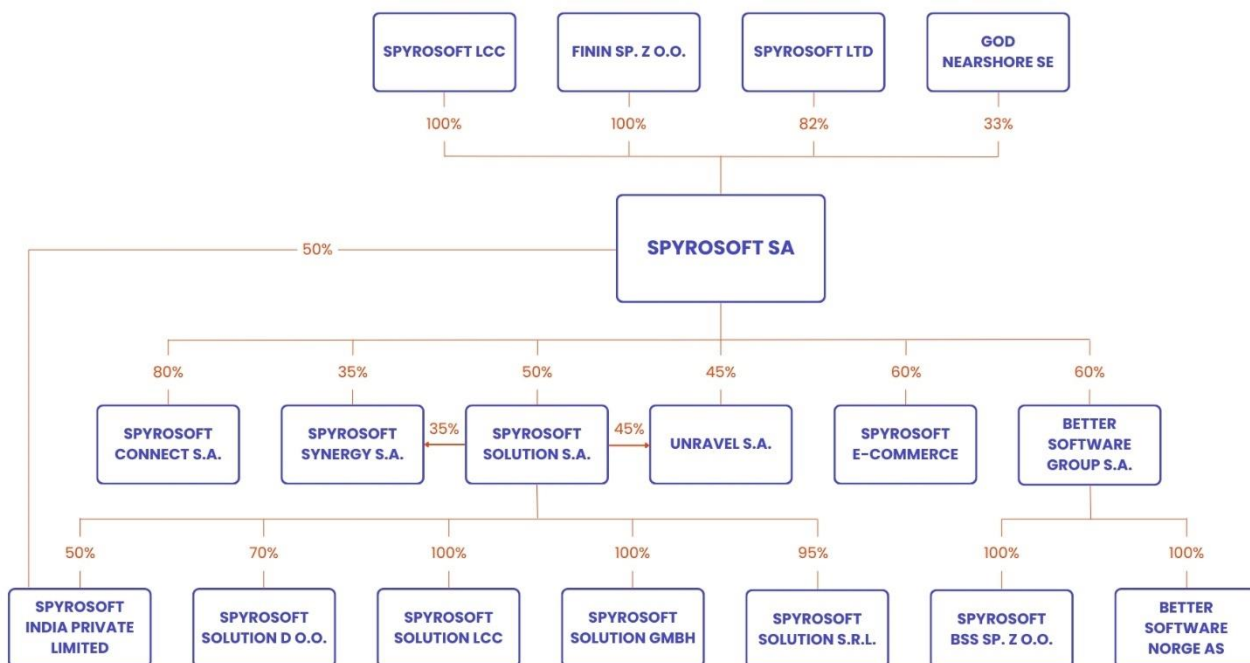 SPYROSOFT LCC
FININ SP. Z O.O.
SPYROSOFT LTD
GOD
NEARSHORE SE
100%
100%
82%
33%
SPYROSOFT SA
50%
80%
35%
50%
45%
60%
60%
SPYROSOFT
CONNECT S.A.
SPYROSOFT
SYNERGY S.A.
35%
SPYROSOFT
SOLUTION S.A.
45%
UNRAVEL S.A.
SPYROSOFT
E-COMMERCE
BETTER
SOFTWARE
GROUP S.A.
50%
70%
100%
100%
95%
100%
100%
SPYROSOFT
INDIA PRIVATE
LIMITED
SPYROSOFT
SOLUTION D O.O.
SPYROSOFT
SOLUTION LCC
SPYROSOFT
SOLUTION GMBH
SPYROSOFT
SOLUTION S.R.L.
SPYROSOFT
BSS SP. Z O.O.
BETTER
SOFTWARE
NORGE AS